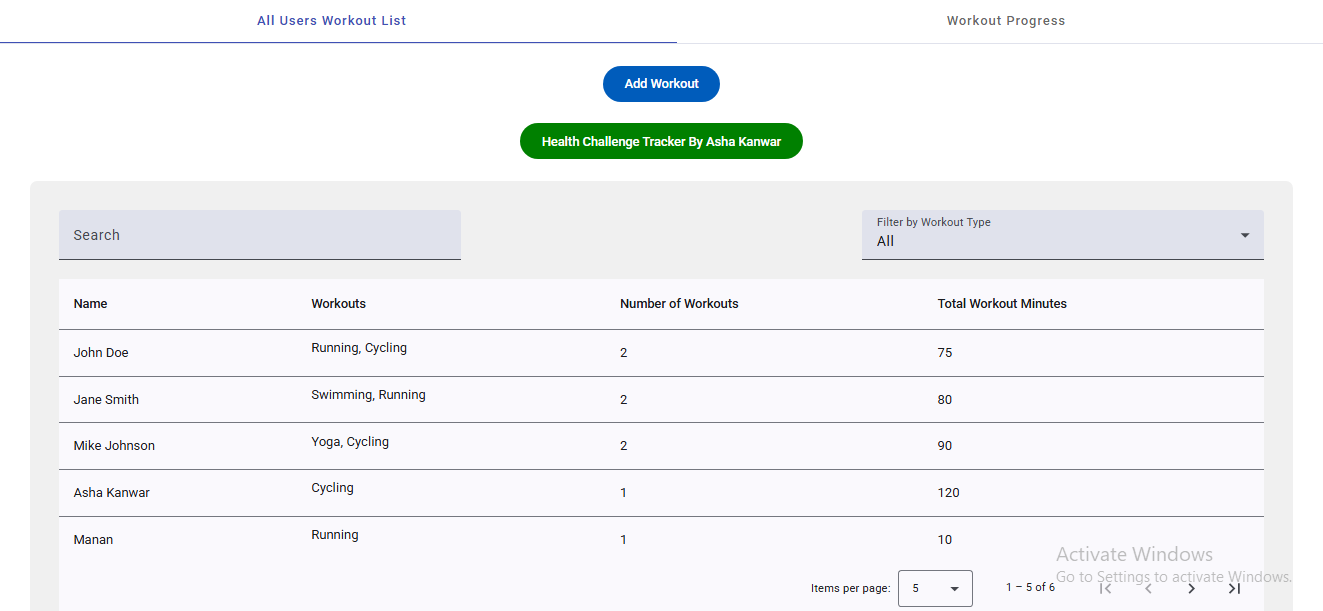 All Users Workout List Workout Progress
Add Workout
Health Challenge Tracker By Asha Kanwar
Search
Filter by Workout Type
All
Name Workouts Number of Workouts Total Workout Minutes
John Doe Running, Cycling 2 75
Jane Smith Swimming, Running 2 80
Mike Johnson Yoga, Cycling 2 90
Asha Kanwar Cycling 1 120
Manan Running 1 10
Activate Windows
Go to Settings to activate Windows.
Items per page: 5 1 – 5 of 6